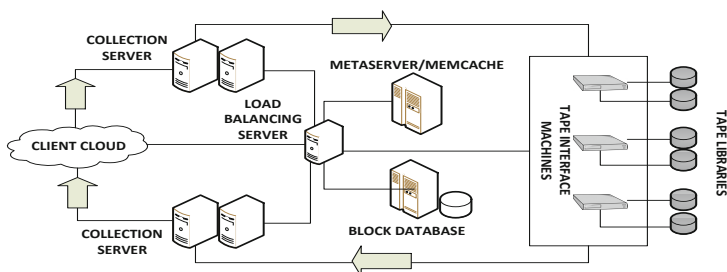 COLLECTION
SERVER
METASERVER/MEMCACHE
LOAD
BALANCING
SERVER
CLIENT CLOUD
TAPE INTERFACE
MACHINES
TAPE LIBRARIES
COLLECTION
SERVER
BLOCK DATABASE